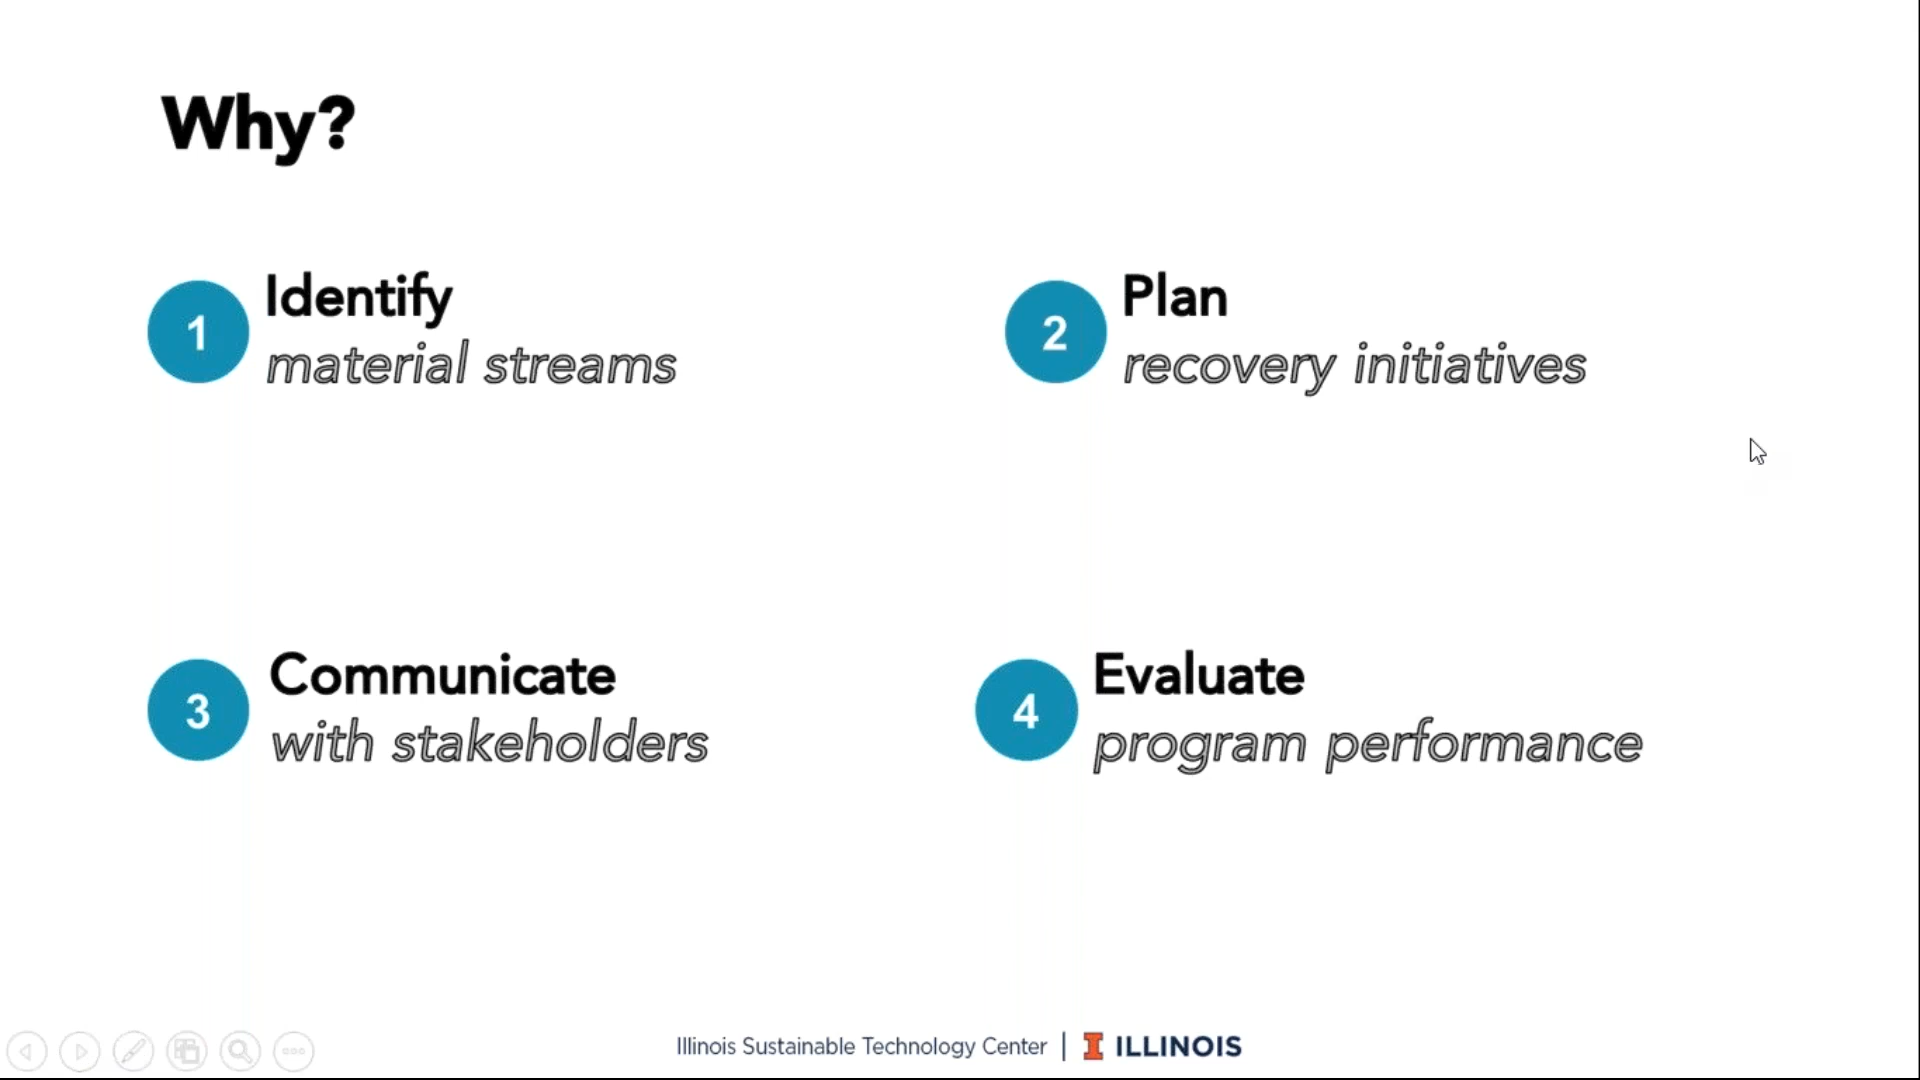 Why?
1
Identify
material streams
2
Plan
recovery initiatives
3
Communicate
with stakeholders
4
Evaluate
program performance
Illinois Sustainable Technology Center | I ILLINOIS